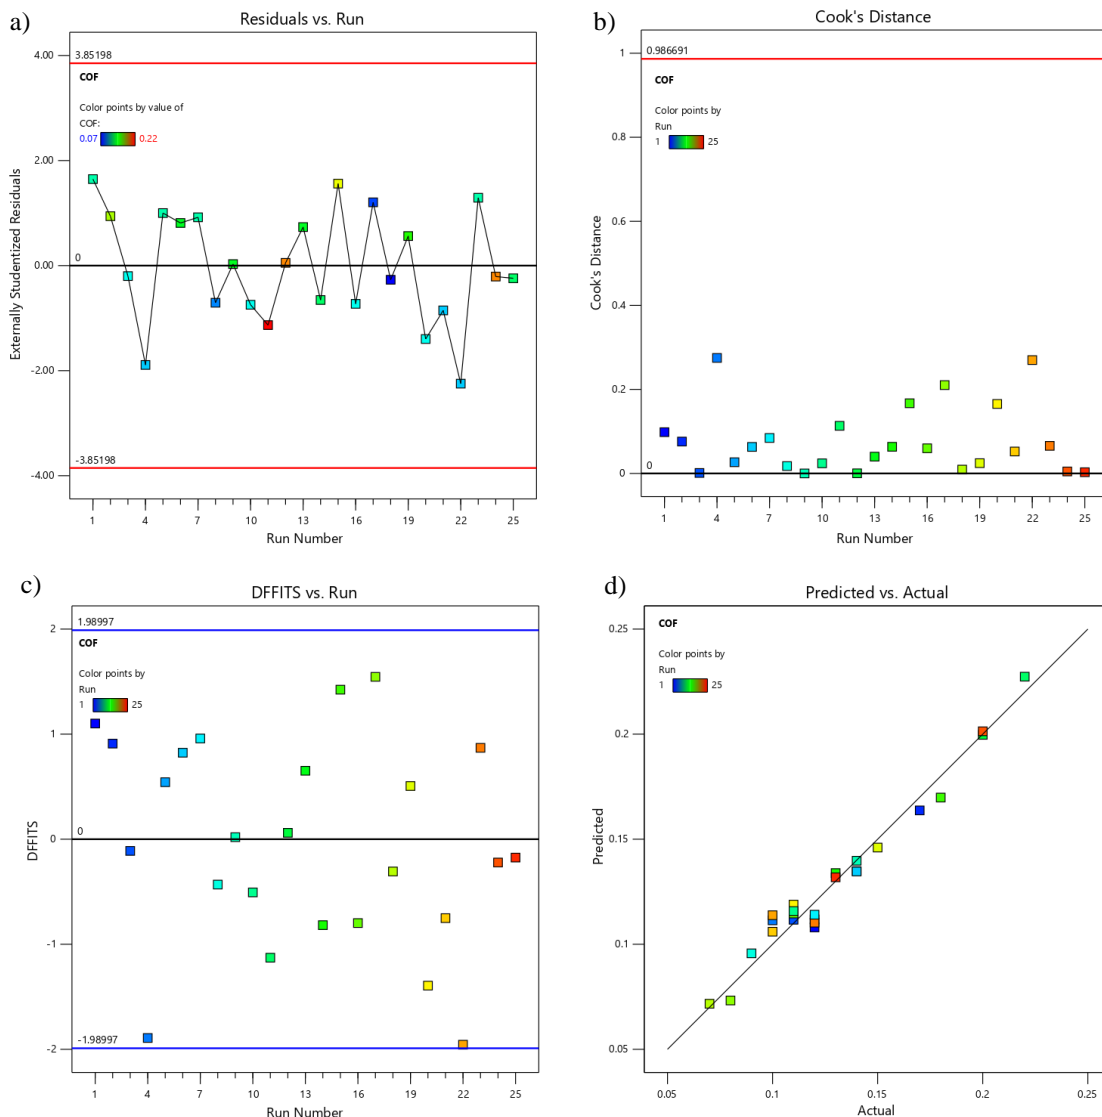 a)
Residuals vs. Run
4.00
3.85198
COF
Color points by value of
COF:
0.07 0.22
2.00
0
0.00
-2.00
-3.85198
-4.00
Externally Studentized Residuals
1 4 7 10 13 16 19 22 25
Run Number
b)
Cook's Distance
1
0.986691
COF
Color points by
Run
1 25
0.8
0.6
0.4
0.2
0
0
Cook's Distance
1 4 7 10 13 16 19 22 25
Run Number
c)
DFFITS vs. Run
2
1.98997
COF
Color points by
Run
1 25
1
0
0
-1
-1.98997
-2
DFFITS
1 4 7 10 13 16 19 22 25
Run Number
d)
Predicted vs. Actual
COF
Color points by
Run
1 25
0.25
0.2
0.15
0.1
0.05
Predicted
0.05 0.1 0.15 0.2 0.25
Actual